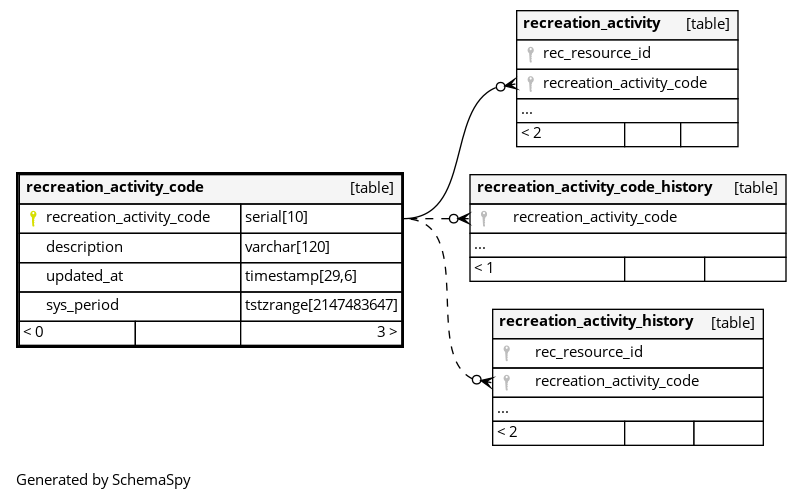 recreation_activity [table]
rec_resource_id
recreation_activity_code
...
< 2
recreation_activity_code [table]
recreation_activity_code serial[10]
description varchar[120]
updated_at timestamp[29,6]
sys_period tstzrange[2147483647]
< 0 3 >
recreation_activity_code_history [table]
recreation_activity_code
...
< 1
recreation_activity_history [table]
rec_resource_id
recreation_activity_code
...
< 2
Generated by SchemaSpy